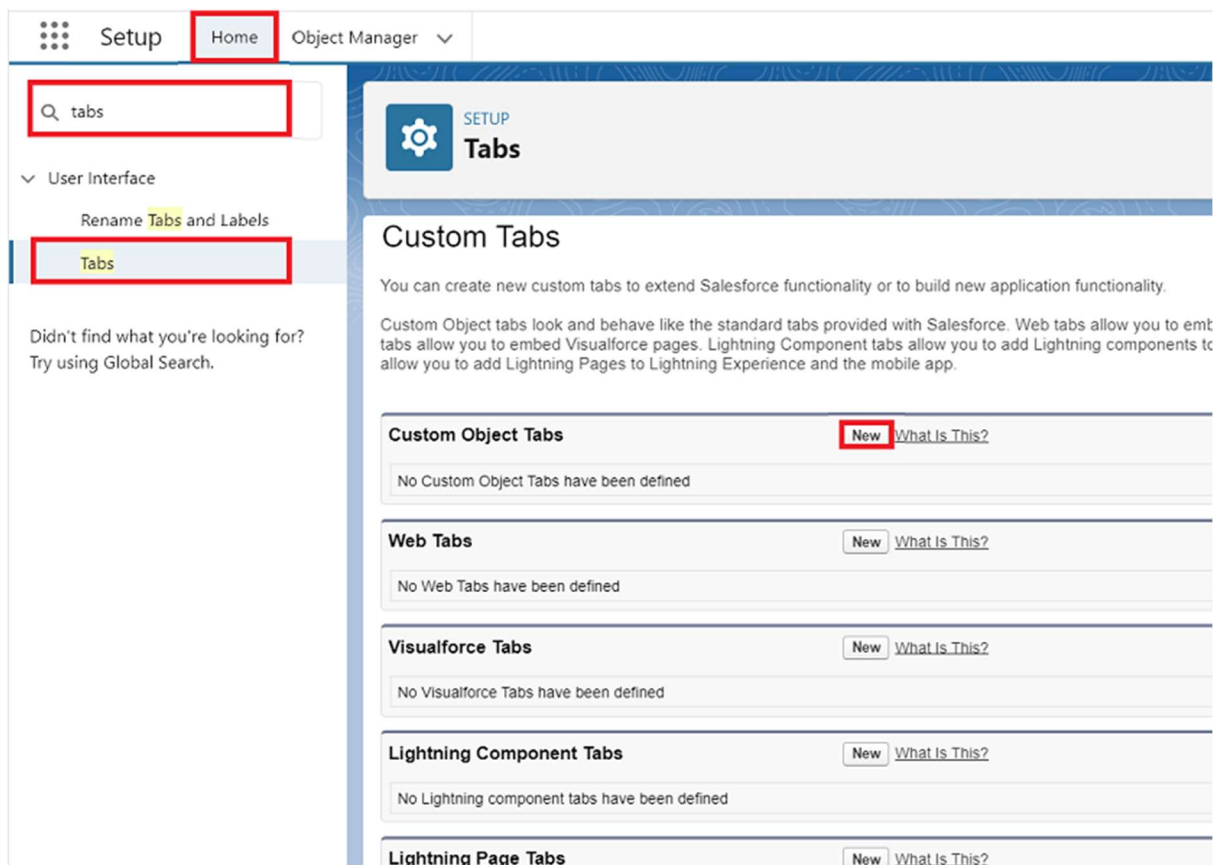 Setup Home Object Manager
tabs
SETUP
Tabs
User Interface
Rename Tabs and Labels
Tabs
Didn't find what you're looking for?
Try using Global Search.
Custom Tabs
You can create new custom tabs to extend Salesforce functionality or to build new application functionality.
Custom Object tabs look and behave like the standard tabs provided with Salesforce. Web tabs allow you to emb
tabs allow you to embed Visualforce pages. Lightning Component tabs allow you to add Lightning components to
allow you to add Lightning Pages to Lightning Experience and the mobile app.
Custom Object Tabs New What Is This?
No Custom Object Tabs have been defined
Web Tabs New What Is This?
No Web Tabs have been defined
Visualforce Tabs New What Is This?
No Visualforce Tabs have been defined
Lightning Component Tabs New What Is This?
No Lightning component tabs have been defined
Lightning Page Tabs New What Is This?